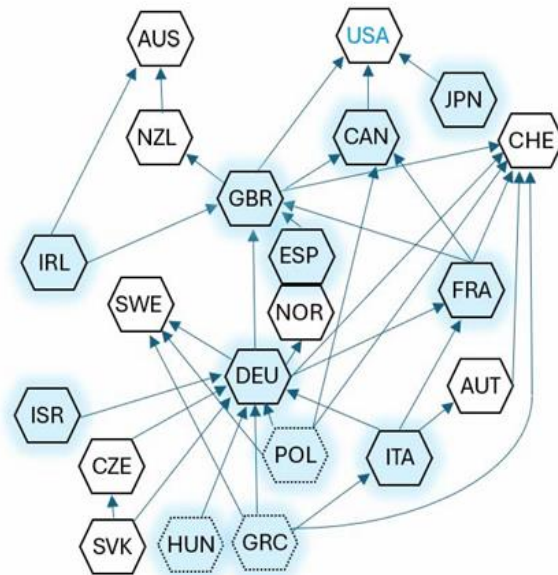 AUS
USA
JPN
NZL
CAN
CHE
GBR
IRL
ESP
FRA
SWE
NOR
DEU
AUT
ISR
CZE
POL
ITA
SVK
HUN
GRC